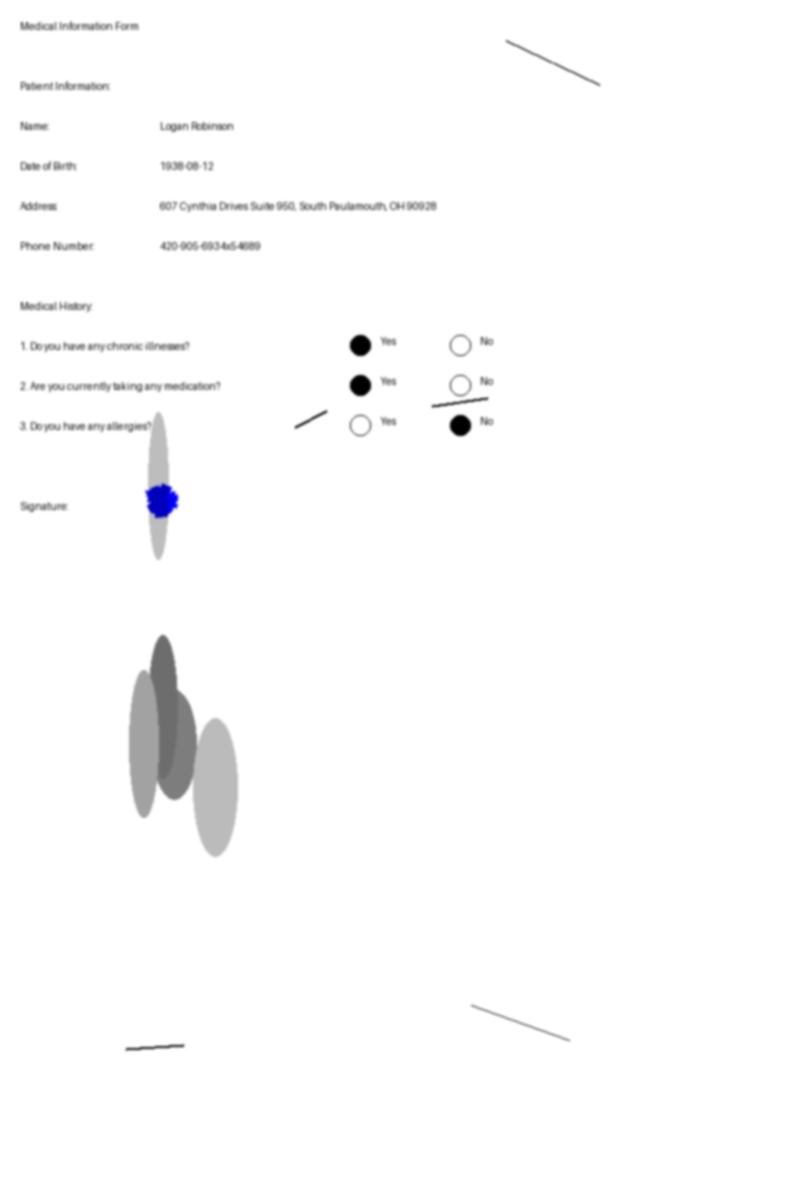 Medical Information Form
Patient Information:
Name: Logan Robinson
Date of Birth: 1938-08-12
Address: 607 Cynthia Drives Suite 950, South Paulamouth, OH 90928
Phone Number: 420-905-6934x54689
Medical History:
1. Do you have any chronic illnesses? Yes No
2. Are you currently taking any medication? Yes No
3. Do you have any allergies? Yes No
Signature: